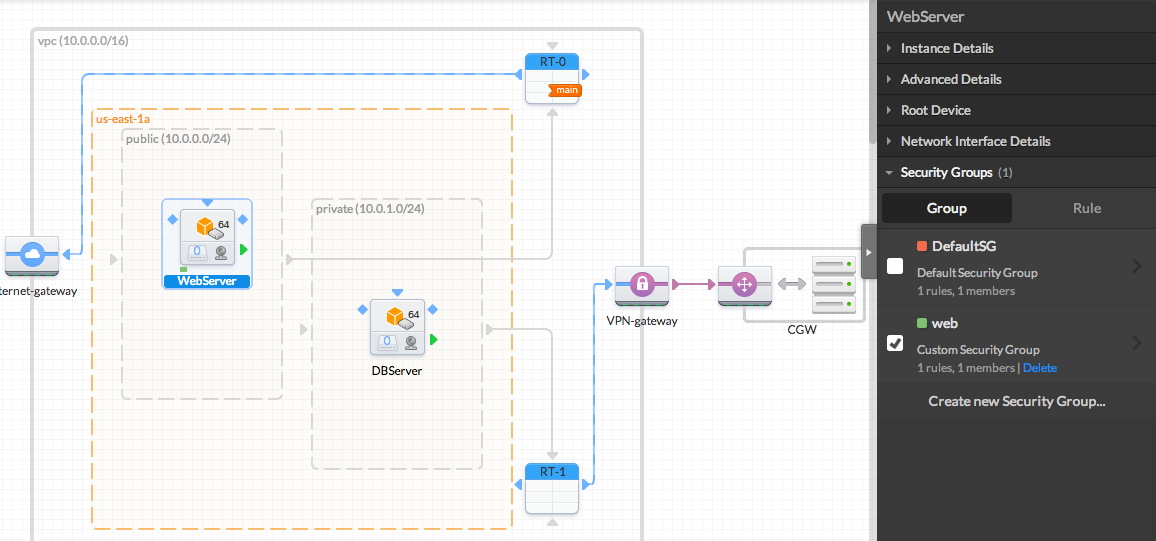 vpc (10.0.0.0/16)
RT-0
main
us-east-1a
public (10.0.0.0/24)
private (10.0.1.0/24)
64
0
WebServer
ternet-gateway
64
0
DBServer
VPN-gateway
CGW
RT-1
WebServer
Instance Details
Advanced Details
Root Device
Network Interface Details
Security Groups (1)
Group Rule
DefaultSG
Default Security Group
1 rules, 1 members
web
Custom Security Group
1 rules, 1 members | Delete
Create new Security Group...